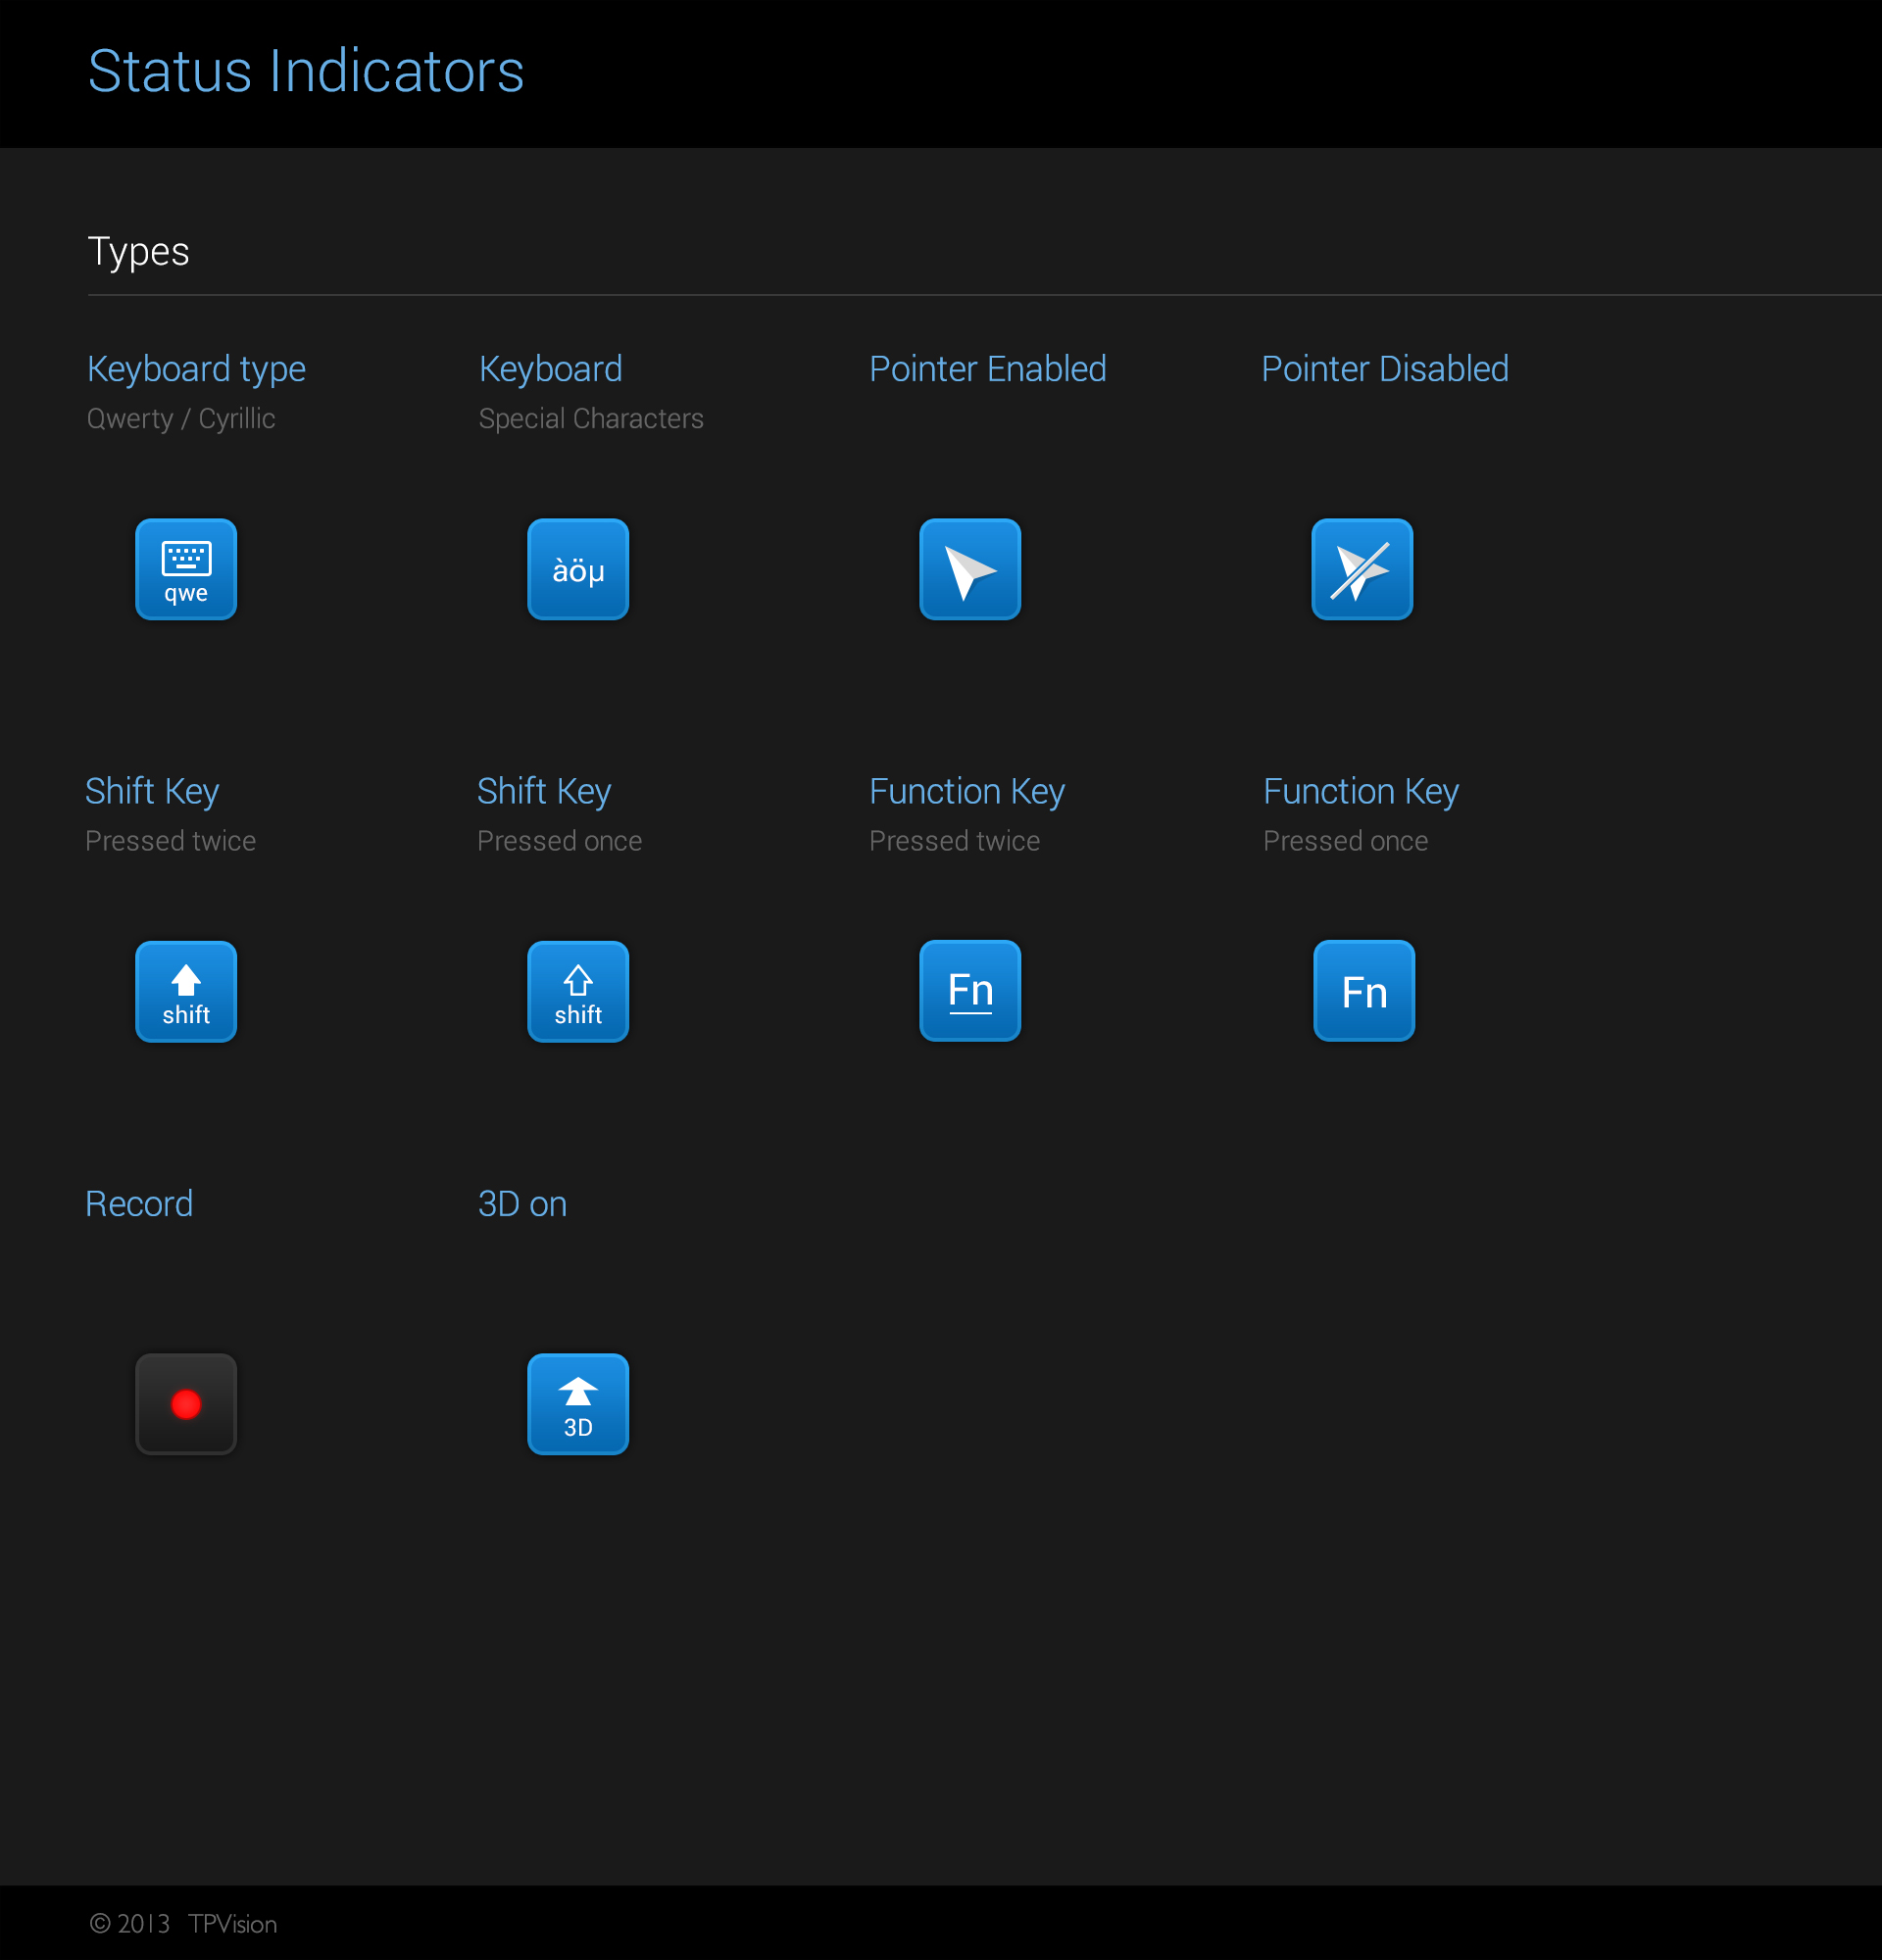 Status Indicators
Types
Keyboard type
Qwerty / Cyrillic
Keyboard
Special Characters
Pointer Enabled
Pointer Disabled
qwe
àöµ
Shift Key
Pressed twice
Shift Key
Pressed once
Function Key
Pressed twice
Function Key
Pressed once
shift
shift
Fn
Fn
Record
3D on
3D
© 2013 TPVision